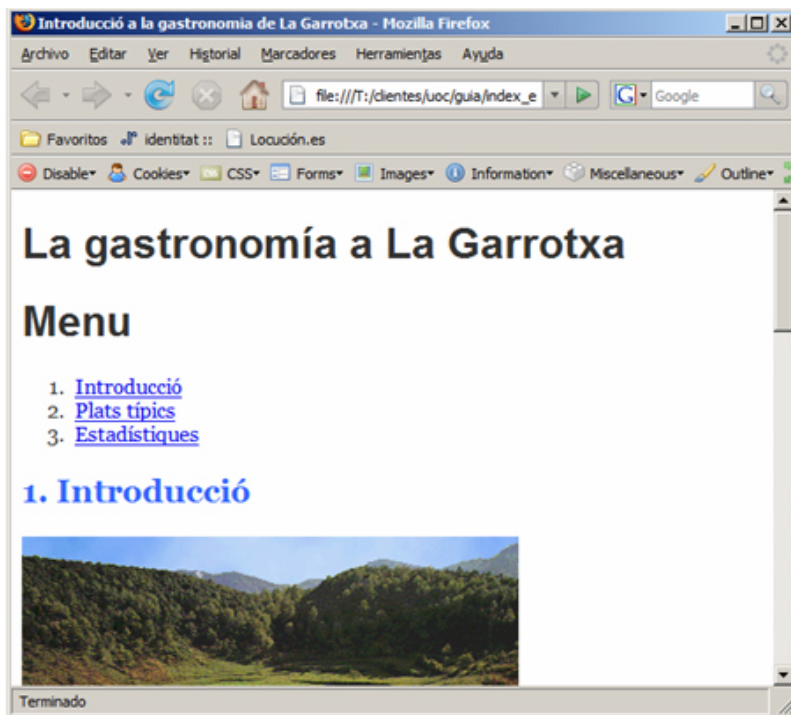 Introducció a la gastronomia de La Garrotxa - Mozilla Firefox
Archivo Editar Ver Historial Marcadores Herramientas Ayuda
file:///T:/clientes/uoc/guia/index_e Google
Favoritos identitat :: Locución.es
Disable Cookies CSS Forms Images Information Miscellaneous Outline
La gastronomía a La Garrotxa
Menu
1. Introducció
2. Plats típics
3. Estadístiques
1. Introducció
Terminado